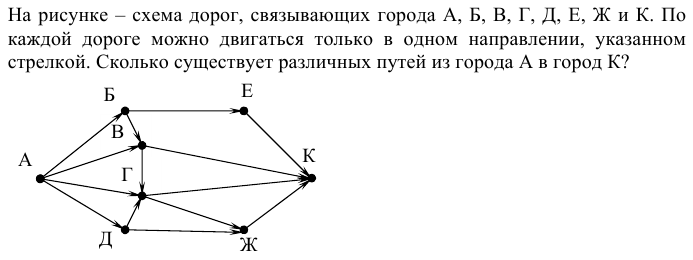 На рисунке – схема дорог, связывающих города А, Б, В, Г, Д, Е, Ж и К. По
каждой дороге можно двигаться только в одном направлении, указанном
стрелкой. Сколько существует различных путей из города А в город К?
Б
Е
В
А
К
Г
Д
Ж